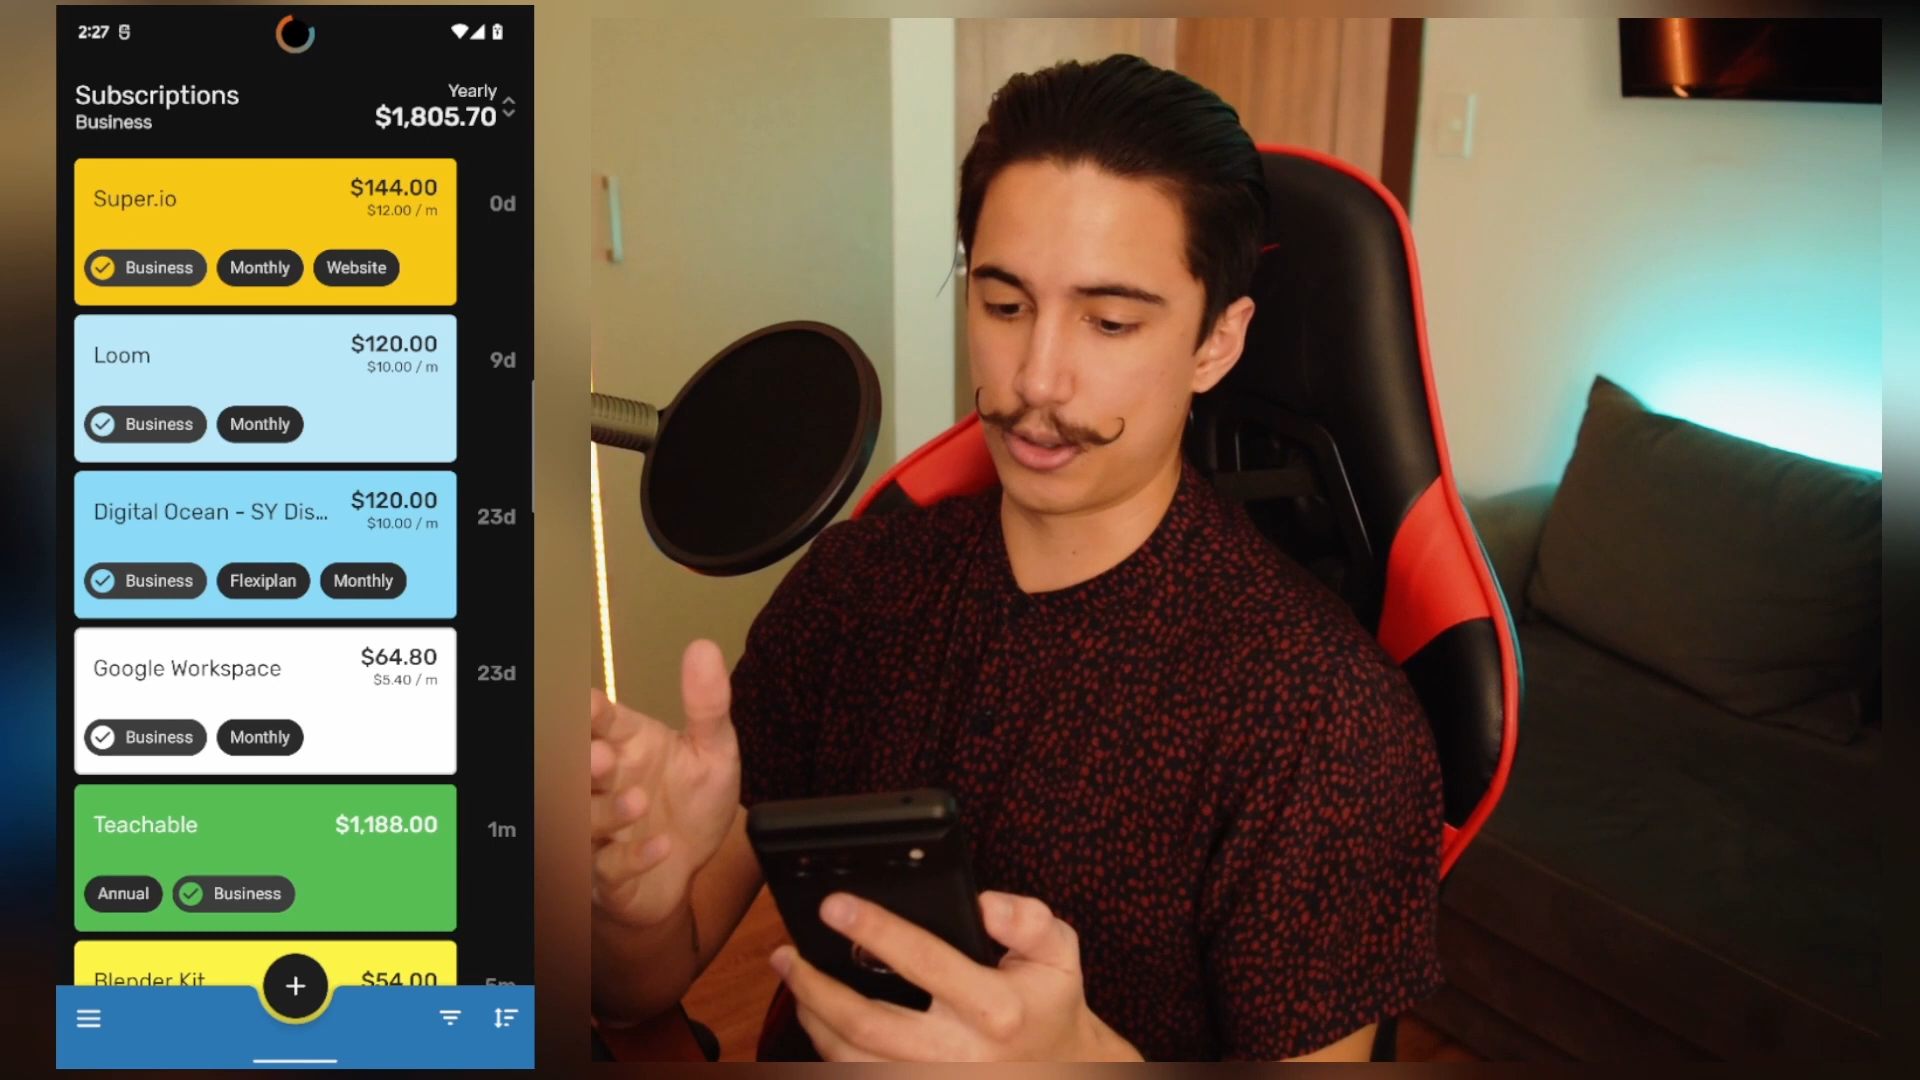 2:27
Subscriptions
Business
Yearly
$1,805.70
Super.io
$144.00
$12.00 / m
0d
Business
Monthly
Website
Loom
$120.00
$10.00 / m
9d
Business
Monthly
Digital Ocean - SY Dis...
$120.00
$10.00 / m
23d
Business
Flexiplan
Monthly
Google Workspace
$64.80
$5.40 / m
23d
Business
Monthly
Teachable
$1,188.00
1m
Annual
Business
Blender Kit
$54.00
5m